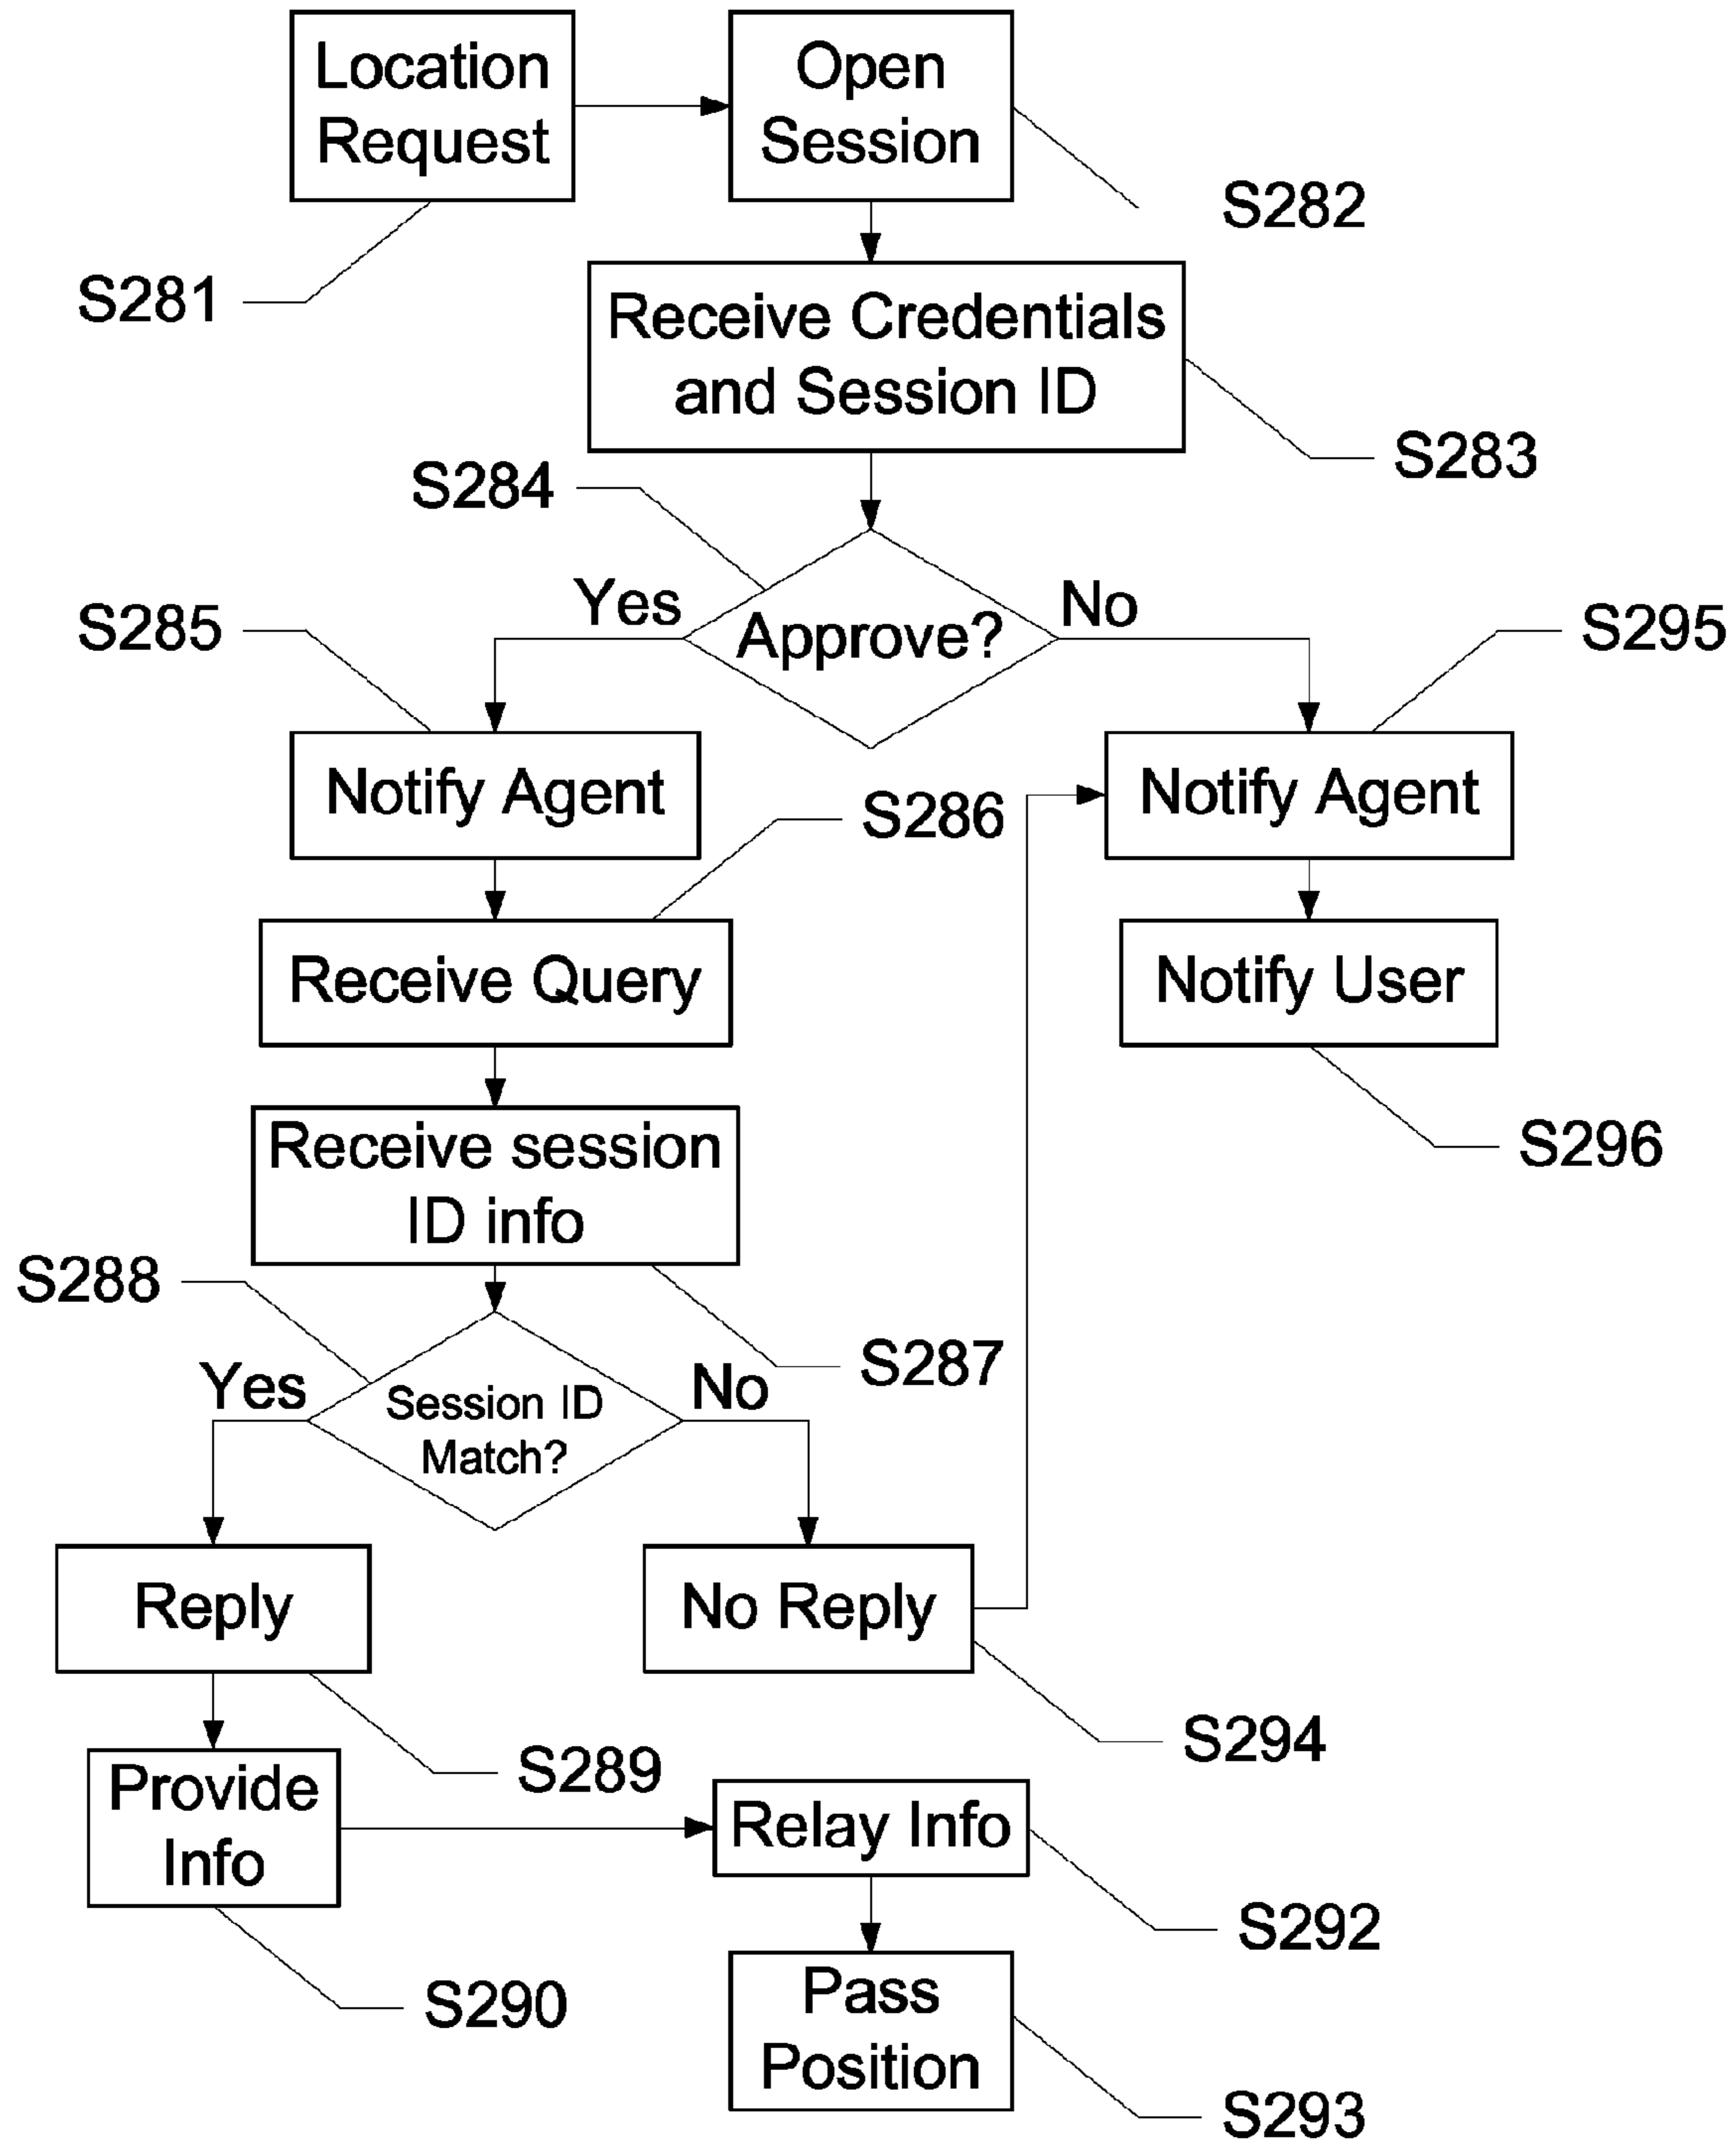 Location
Request
Open
Session
S282
S281
Receive Credentials
and Session ID
S283
S284
Yes
No
Approve?
S285
S295
Notify Agent
Notify Agent
S286
Receive Query
Notify User
Receive session
ID info
S296
S288
S287
Yes
No
Session ID
Match?
Reply
No Reply
S294
S289
Provide
Info
Relay Info
S292
S290
Pass
Position
S293